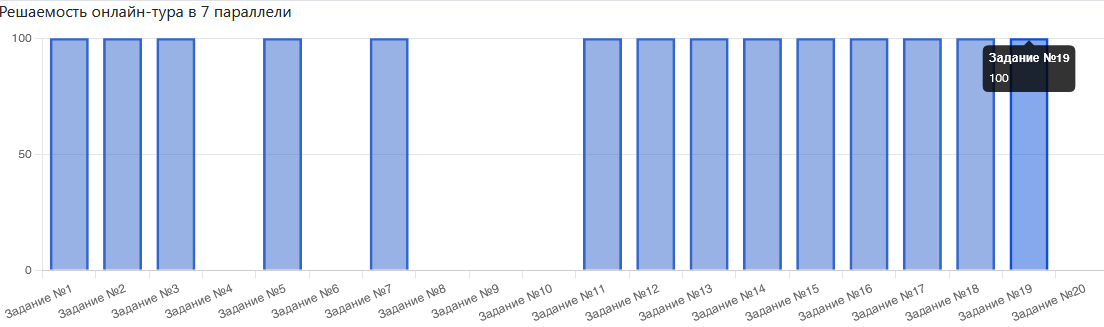 Решаемость онлайн-тура в 7 параллели
100
Задание №19
100
50
0
Задание №1
Задание №2
Задание №3
Задание №4
Задание №5
Задание №6
Задание №7
Задание №8
Задание №9
Задание №10
Задание №11
Задание №12
Задание №13
Задание №14
Задание №15
Задание №16
Задание №17
Задание №18
Задание №19
Задание №20